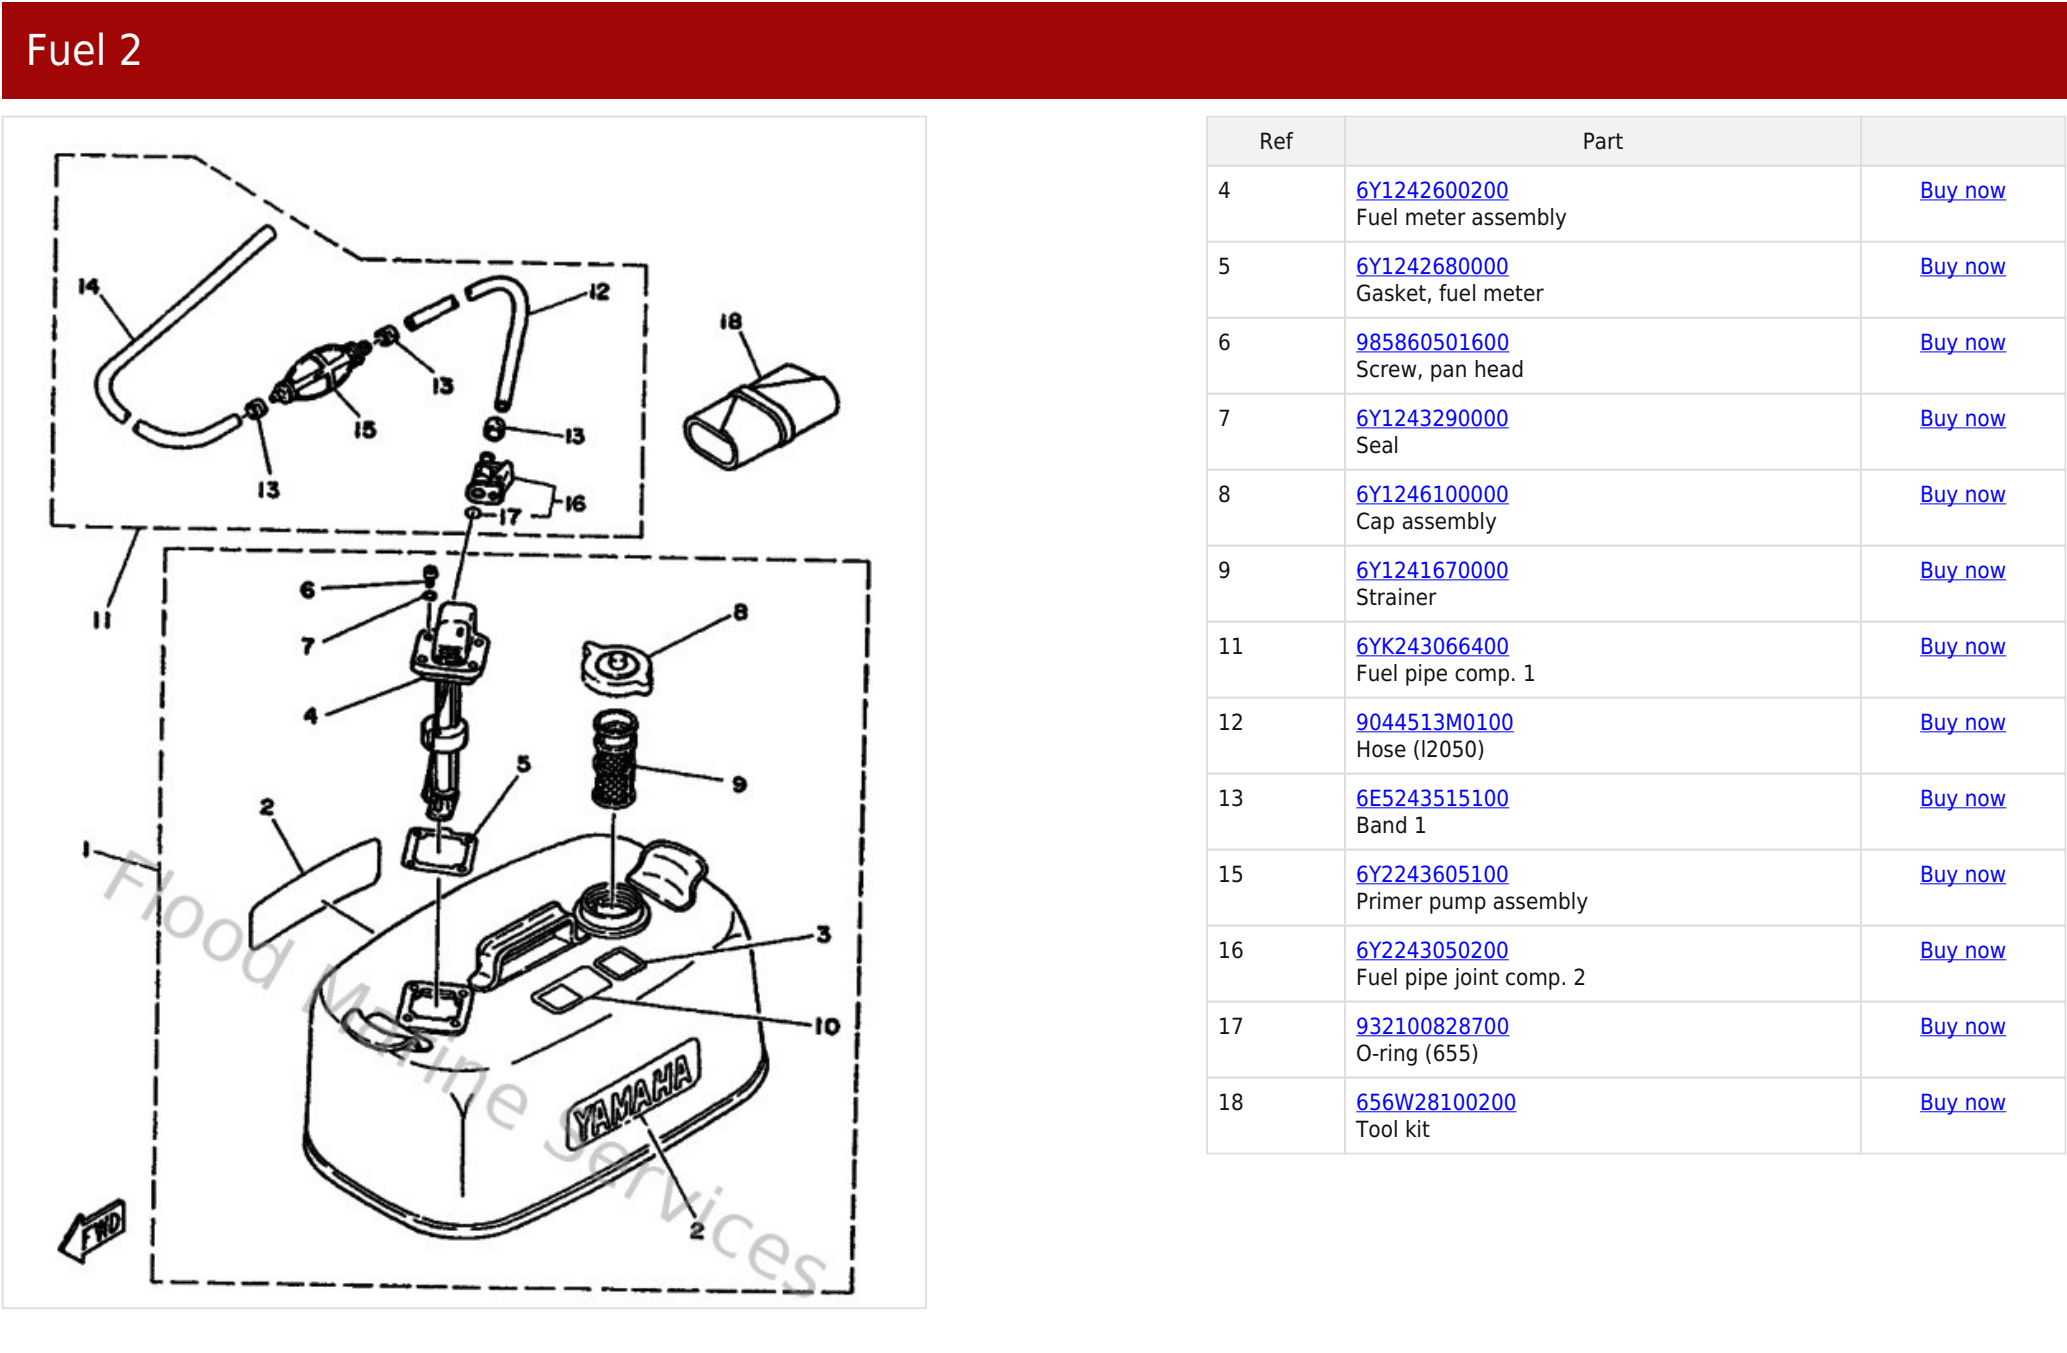 Fuel 2
14
12
18
13
15
13
13
16
17
6
11
7
8
4
5
9
2
1
3
10
YAMAHA
2
FWD
Flood Marine Services
Ref Part
4 6Y1242600200 Buy now
Fuel meter assembly
5 6Y1242680000 Buy now
Gasket, fuel meter
6 985860501600 Buy now
Screw, pan head
7 6Y1243290000 Buy now
Seal
8 6Y1246100000 Buy now
Cap assembly
9 6Y1241670000 Buy now
Strainer
11 6YK243066400 Buy now
Fuel pipe comp. 1
12 9044513M0100 Buy now
Hose (l2050)
13 6E5243515100 Buy now
Band 1
15 6Y2243605100 Buy now
Primer pump assembly
16 6Y2243050200 Buy now
Fuel pipe joint comp. 2
17 932100828700 Buy now
O-ring (655)
18 656W28100200 Buy now
Tool kit